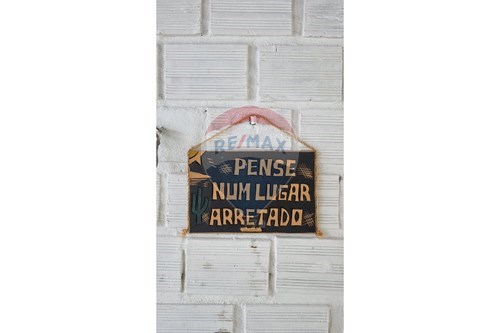 RE/MAX
PENSE
NUM LUGAR
ARRETADO